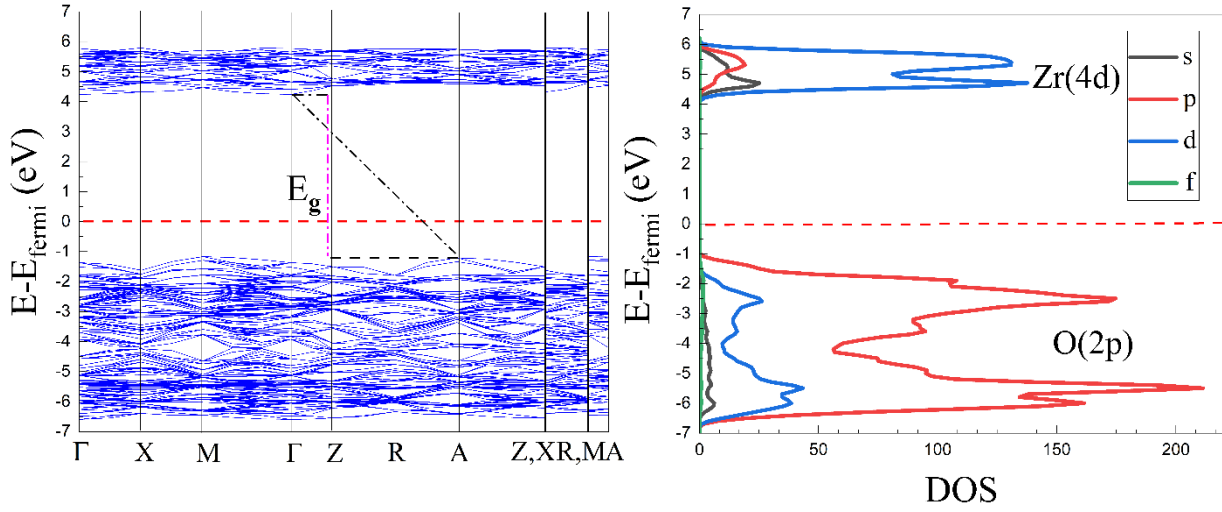 7
6
5
4
3
2
1
0
-1
-2
-3
-4
-5
-6
-7
E-E_fermi (eV)
E_g
Γ X M Γ Z R A Z,XR,MA
7
6
5
4
3
2
1
0
-1
-2
-3
-4
-5
-6
-7
E-E_fermi (eV)
Zr(4d)
s
p
d
f
O(2p)
0 50 100 150 200
DOS